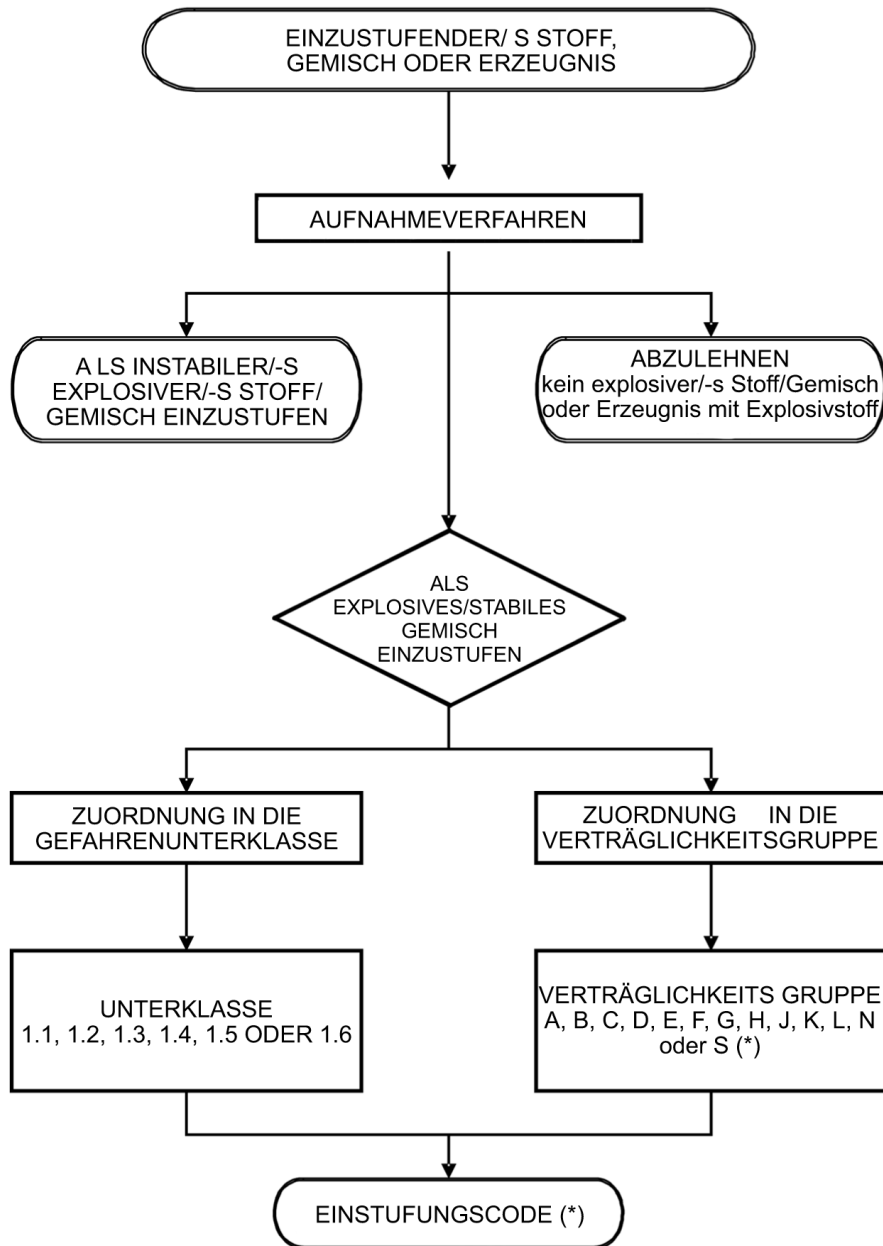 EINZUSTUFENDER/ S STOFF,
GEMISCH ODER ERZEUGNIS
AUFNAHMEVERFAHREN
A LS INSTABILER/-S
EXPLOSIVER/-S STOFF/
GEMISCH EINZUSTUFEN
ABZULEHNEN
kein explosiver/-s Stoff/Gemisch
oder Erzeugnis mit Explosivstoff
ALS
EXPLOSIVES/STABILES
GEMISCH
EINZUSTUFEN
ZUORDNUNG IN DIE
GEFAHRENUNTERKLASSE
ZUORDNUNG IN DIE
VERTRÄGLICHKEITSGRUPPE
UNTERKLASSE
1.1, 1.2, 1.3, 1.4, 1.5 ODER 1.6
VERTRÄGLICHKEITS GRUPPE
A, B, C, D, E, F, G, H, J, K, L, N
oder S (*)
EINSTUFUNGSCODE (*)